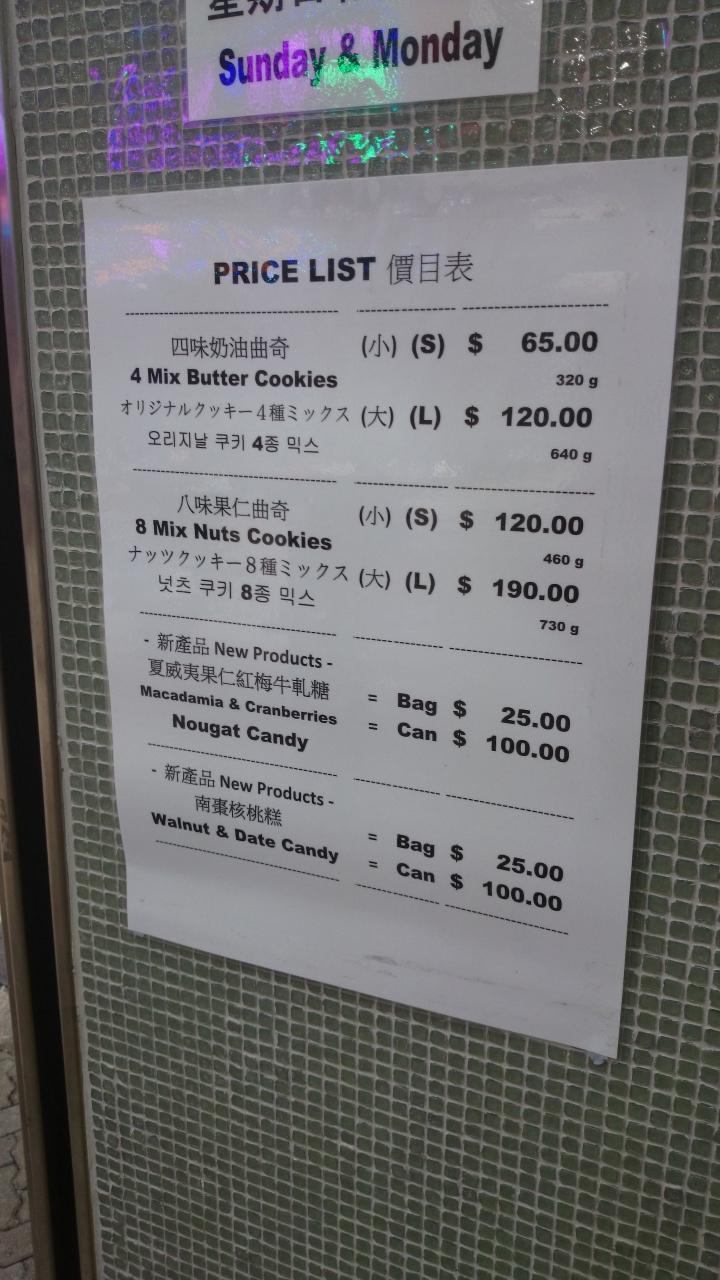 Sunday & Monday
PRICE LIST 價目表
四味奶油曲奇 (小) (S) $ 65.00
4 Mix Butter Cookies 320 g
オリジナルクッキー4種ミックス (大) (L) $ 120.00
오리지날 쿠키 4종 믹스 640 g
八味果仁曲奇 (小) (S) $ 120.00
8 Mix Nuts Cookies 460 g
ナッツクッキー8種ミックス (大) (L) $ 190.00
넛츠 쿠키 8종 믹스 730 g
- 新產品 New Products -
夏威夷果仁紅梅牛軋糖 = Bag $ 25.00
Macadamia & Cranberries = Can $ 100.00
Nougat Candy
- 新產品 New Products -
南棗核桃糕 = Bag $ 25.00
Walnut & Date Candy = Can $ 100.00